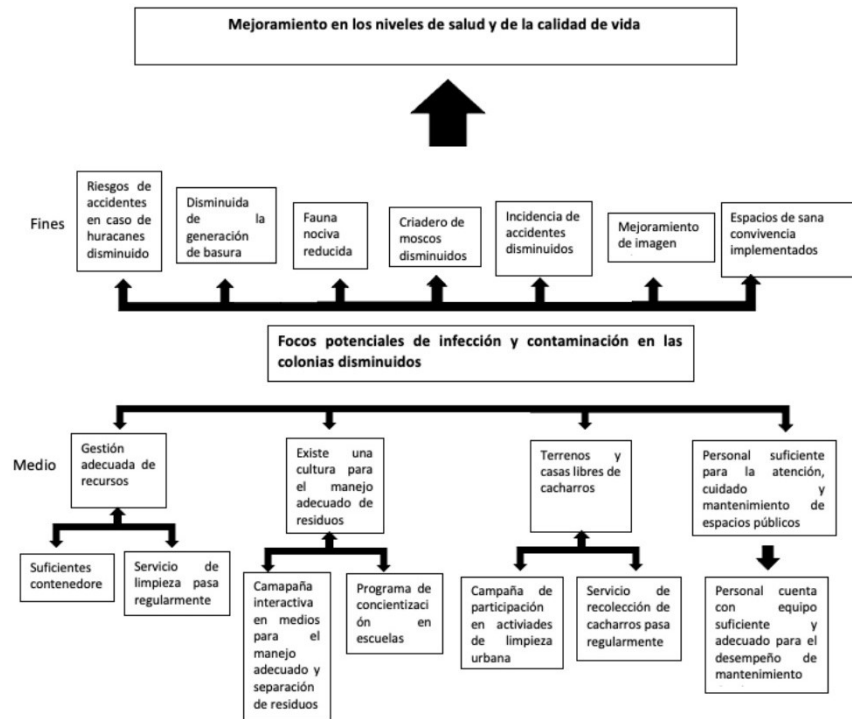 Mejoramiento en los niveles de salud y de la calidad de vida
Fines
Riesgos de
accidentes
en caso de
huracanes
disminuido
Disminuida
de la
generación
de basura
Fauna
nociva
reducida
Criadero de
moscos
disminuidos
Incidencia de
accidentes
disminuidos
Mejoramiento
de imagen
Espacios de sana
convivencia
implementados
Focos potenciales de infección y contaminación en las
colonias disminuidos
Medio
Gestión
adecuada de
recursos
Existe una
cultura para
el manejo
adecuado de
residuos
Terrenos y
casas libres de
cacharros
Personal suficiente
para la atención,
cuidado y
mantenimiento de
espacios públicos
Suficientes
contenedore
Servicio de
limpieza pasa
regularmente
Camapaña
interactiva
en medios
para el
manejo
adecuado y
separación
de residuos
Programa de
concientizaci
ón en
escuelas
Campaña de
participación
en activiades
de limpieza
urbana
Servicio de
recolección de
cacharros pasa
regularmente
Personal cuenta
con equipo
suficiente y
adecuado para el
desempeño de
mantenimiento